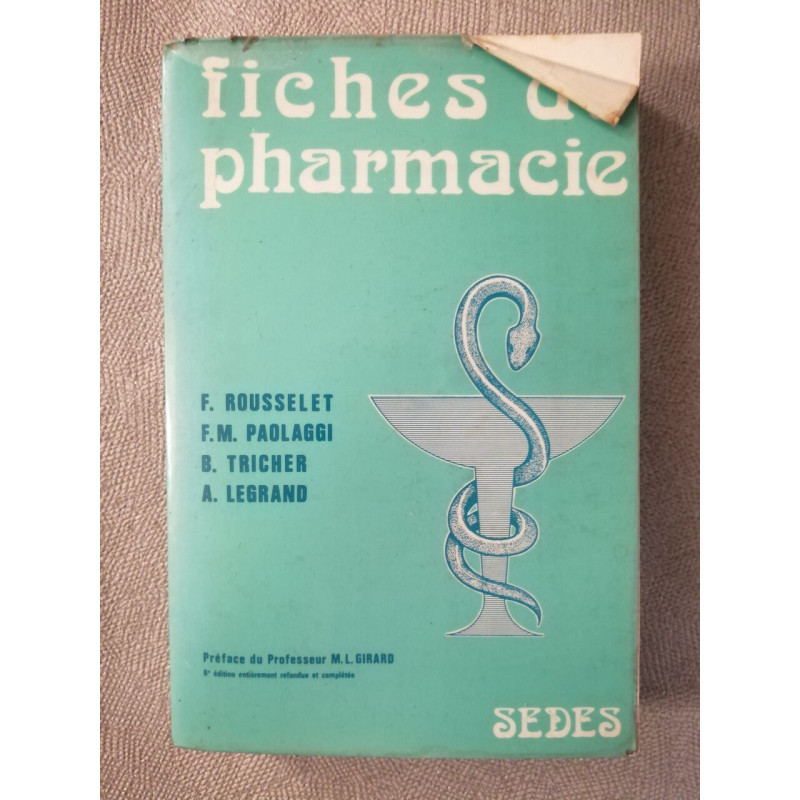 fiches d
pharmacie
F. ROUSSELET
F.M. PAOLAGGI
B. TRICHER
A. LEGRAND
Préface du Professeur M.L. GIRARD
édition entièrement refondue et complétée
SEDES